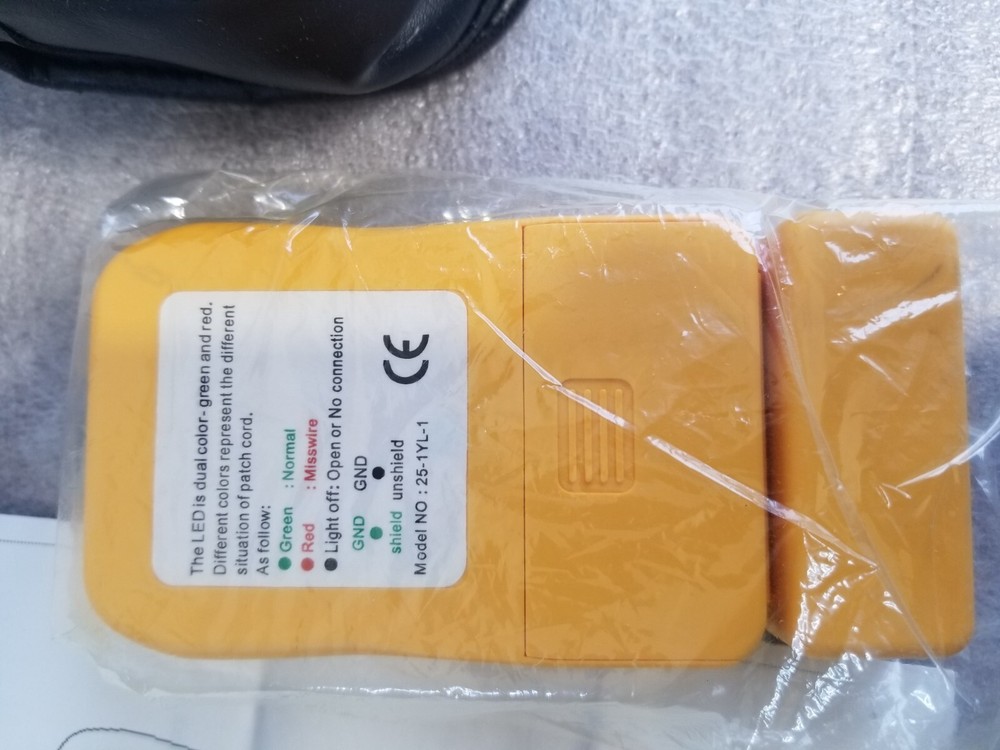 The LED is dual color- green and red.
Different colors represent the different
situation of patch cord.
As follow:
Green : Normal
Red : Misswire
Light off: Open or No connection
GND GND
shield unshield
Model NO : 25-1YL-1
CE